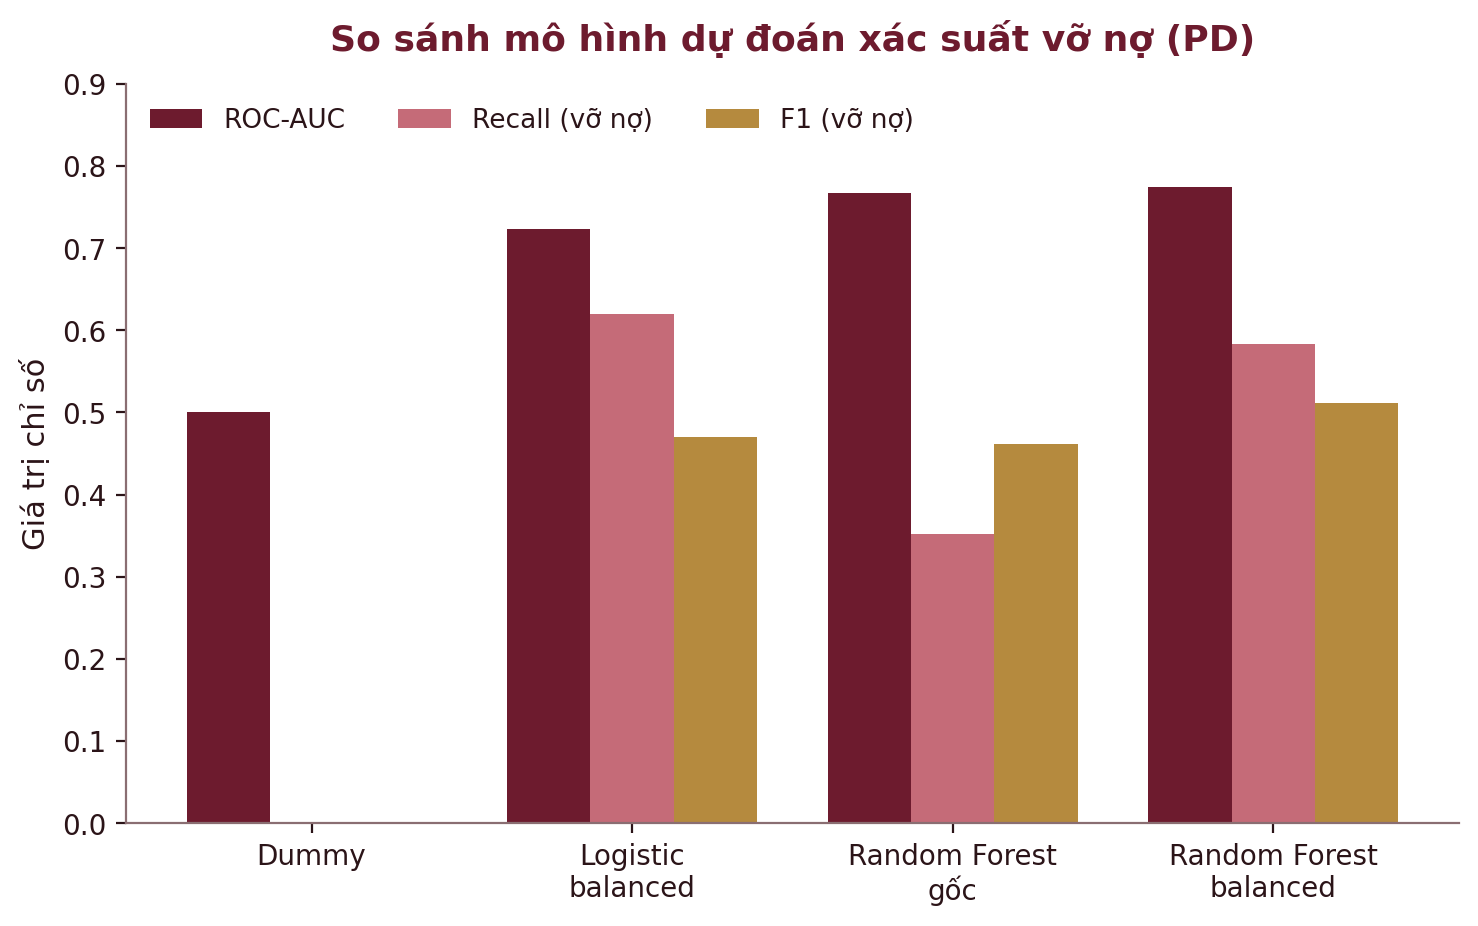 So sánh mô hình dự đoán xác suất vỡ nợ (PD)
ROC-AUC
Recall (vỡ nợ)
F1 (vỡ nợ)
Giá trị chỉ số
0.9
0.8
0.7
0.6
0.5
0.4
0.3
0.2
0.1
0.0
Dummy
Logistic
balanced
Random Forest
gốc
Random Forest
balanced